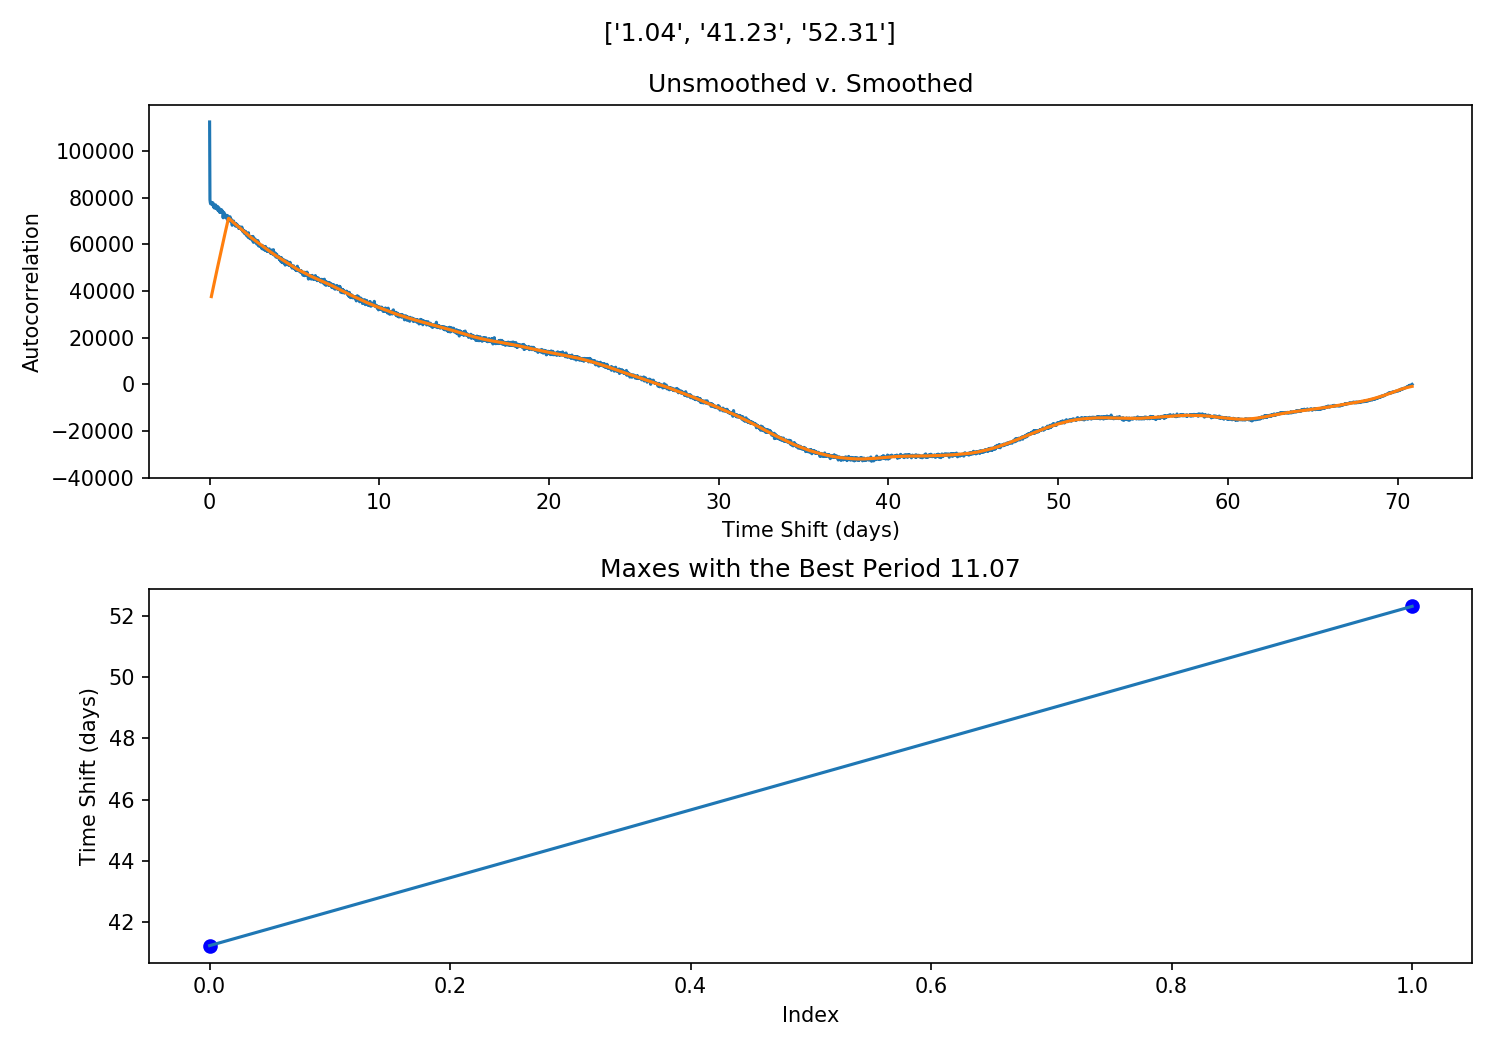 ['1.04', '41.23', '52.31']
Unsmoothed v. Smoothed
100000
80000
60000
40000
20000
0
−20000
−40000
Autocorrelation
0 10 20 30 40 50 60 70
Time Shift (days)
Maxes with the Best Period 11.07
52
50
48
46
44
42
Time Shift (days)
0.0 0.2 0.4 0.6 0.8 1.0
Index